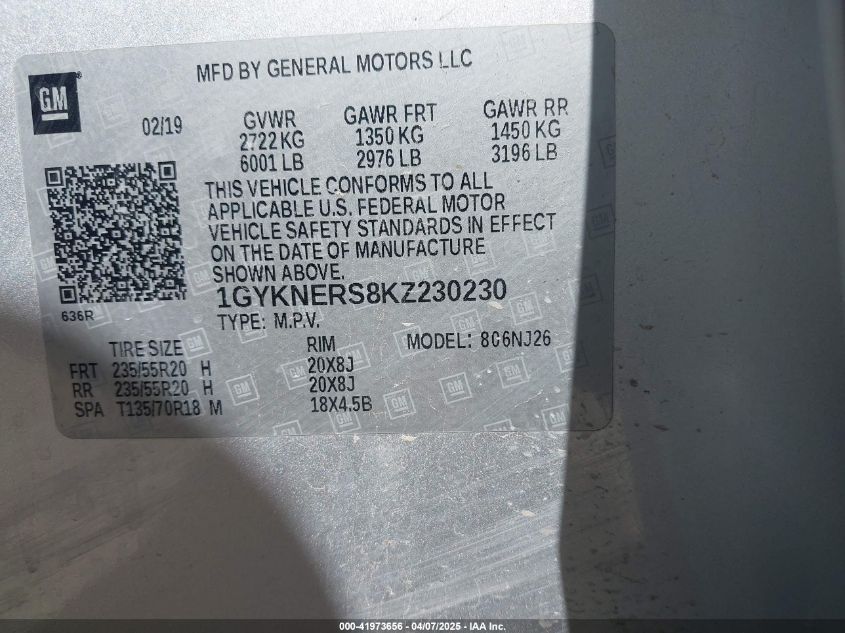 GM
MFD BY GENERAL MOTORS LLC
02/19
GVWR GAWR FRT GAWR RR
2722 KG 1350 KG 1450 KG
6001 LB 2976 LB 3196 LB
THIS VEHICLE CONFORMS TO ALL
APPLICABLE U.S. FEDERAL MOTOR
VEHICLE SAFETY STANDARDS IN EFFECT
ON THE DATE OF MANUFACTURE
SHOWN ABOVE.
1GYKNERS8KZ230230
636R
TYPE: M.P.V.
TIRE SIZE RIM MODEL: 8C6NJ26
FRT 235/55R20 H 20X8J
RR 235/55R20 H 20X8J
SPA T135/70R18 M 18X4.5B
000-41973656 - 04/07/2025 - IAA Inc.